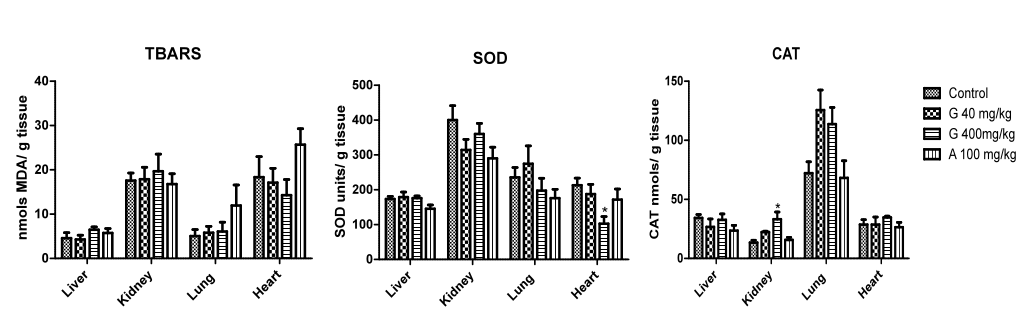 TBARS
nmols MDA/ g tissue
40
30
20
10
0
Liver
Kidney
Lung
Heart
SOD
SOD units/ g tissue
500
400
300
200
100
0
*
Liver
Kidney
Lung
Heart
CAT
CAT nmols/ g tissue
150
100
50
0
*
Liver
Kidney
Lung
Heart
Control
G 40 mg/kg
G 400mg/kg
A 100 mg/kg